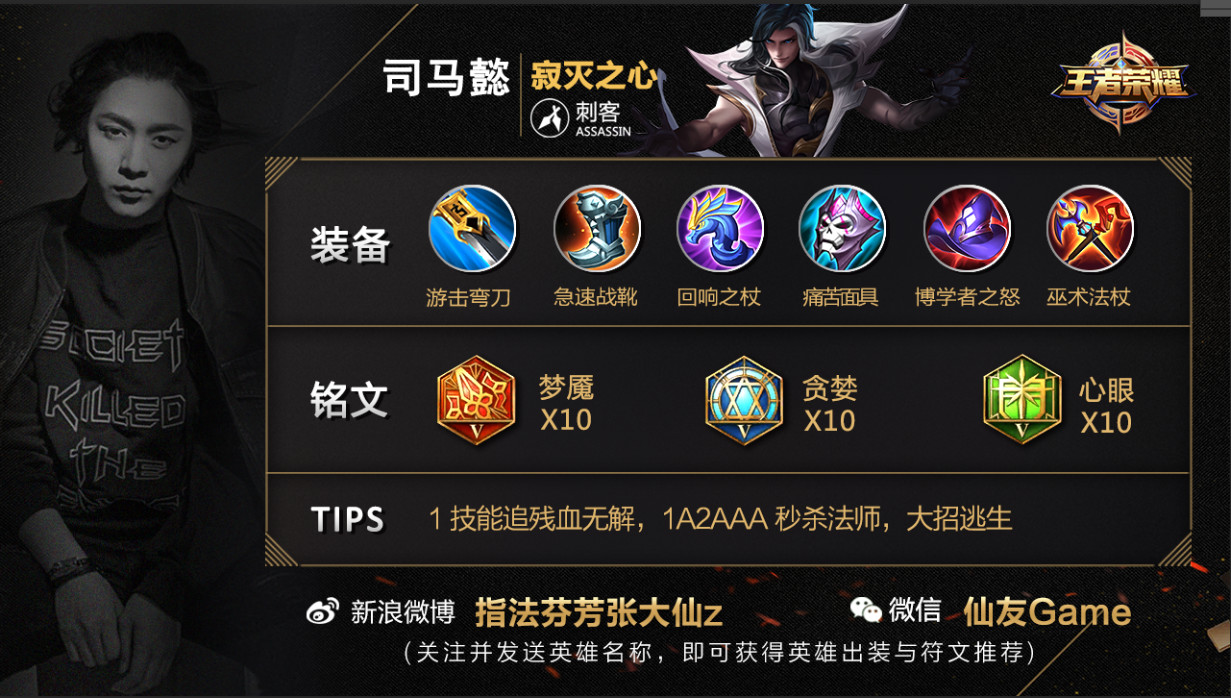 司马懿
寂灭之心
刺客
ASSASSIN
王者荣耀
装备
游击弯刀
急速战靴
回响之杖
痛苦面具
博学者之怒
巫术法杖
铭文
梦魇
X10
贪婪
X10
心眼
X10
V
V
V
TIPS
1 技能追残血无解，1A2AAA 秒杀法师，大招逃生
SOCIETY
KILLED
THE
新浪微博 指法芬芳张大仙z
微信 仙友Game
(关注并发送英雄名称，即可获得英雄出装与符文推荐)